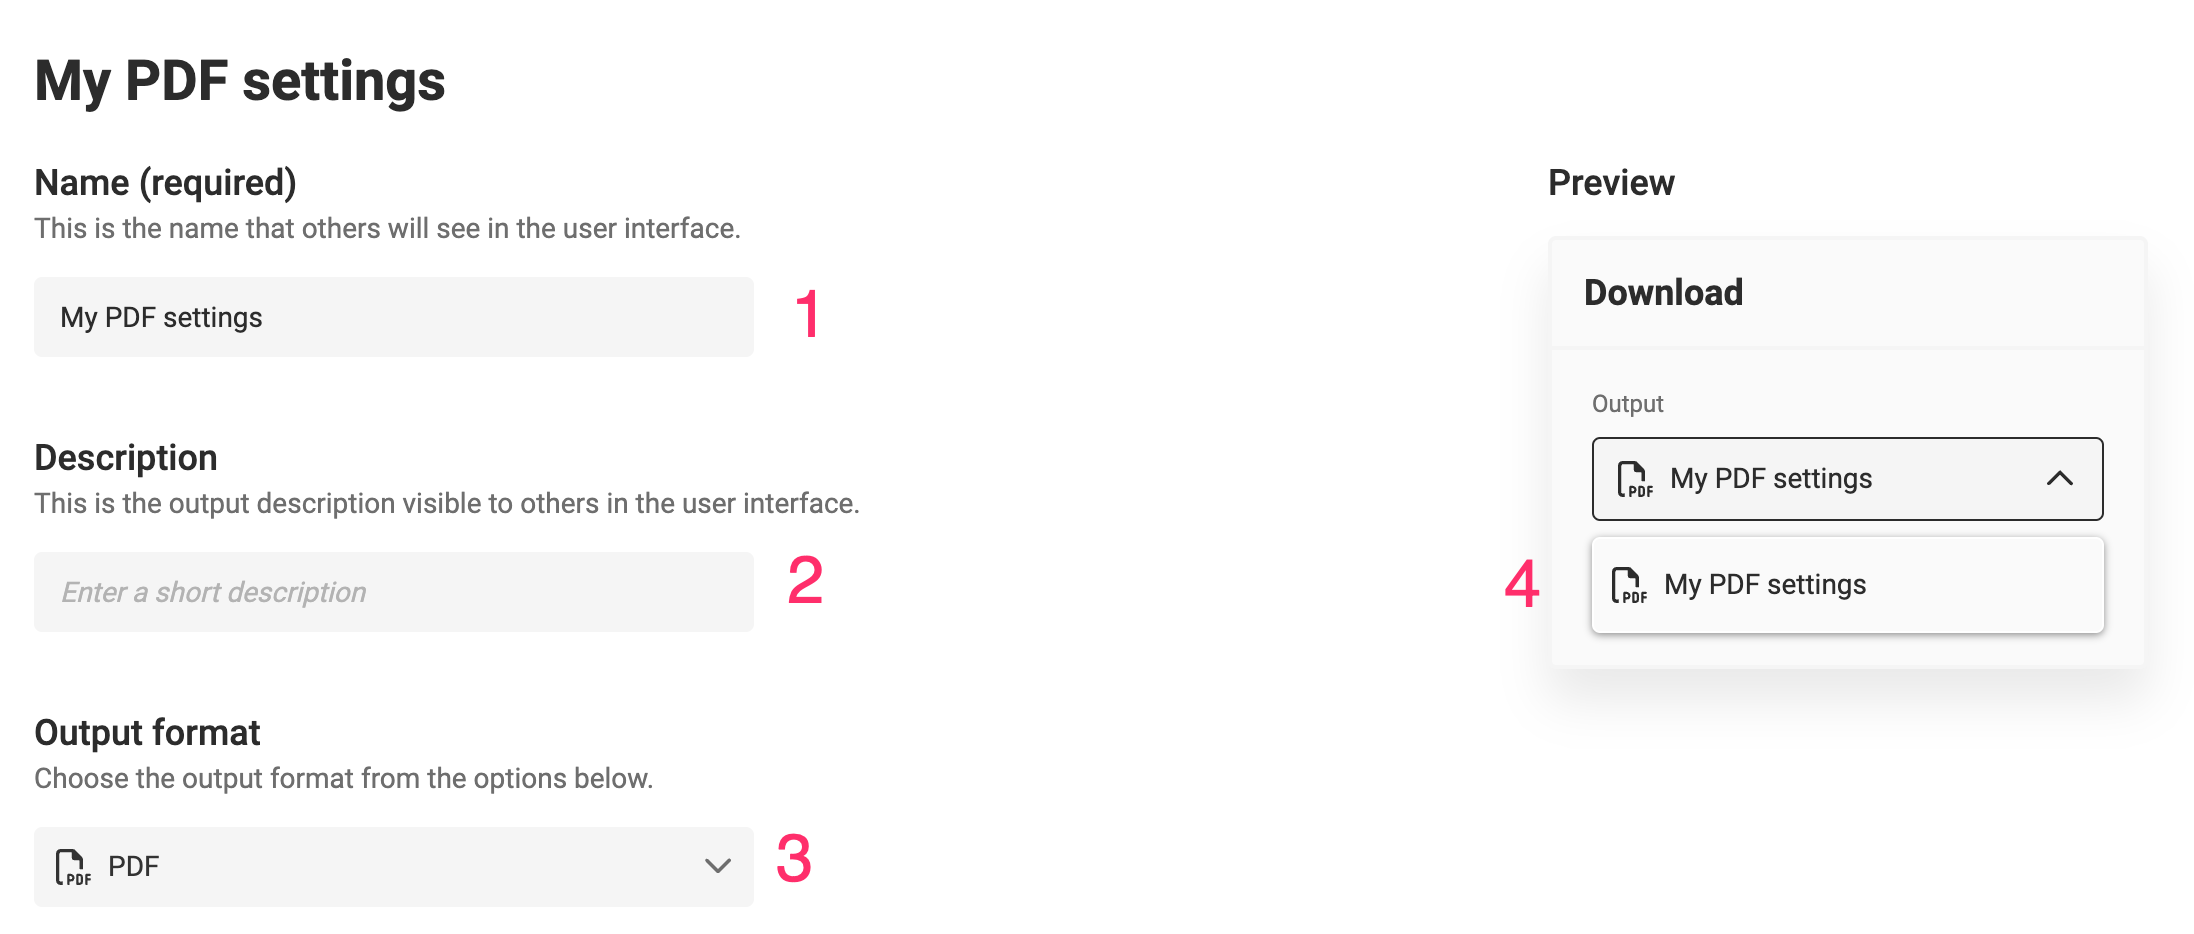 My PDF settings
Name (required)
This is the name that others will see in the user interface.
My PDF settings
1
Description
This is the output description visible to others in the user interface.
Enter a short description
2
Output format
Choose the output format from the options below.
PDF PDF
3
Preview
Download
Output
PDF My PDF settings
4
PDF My PDF settings